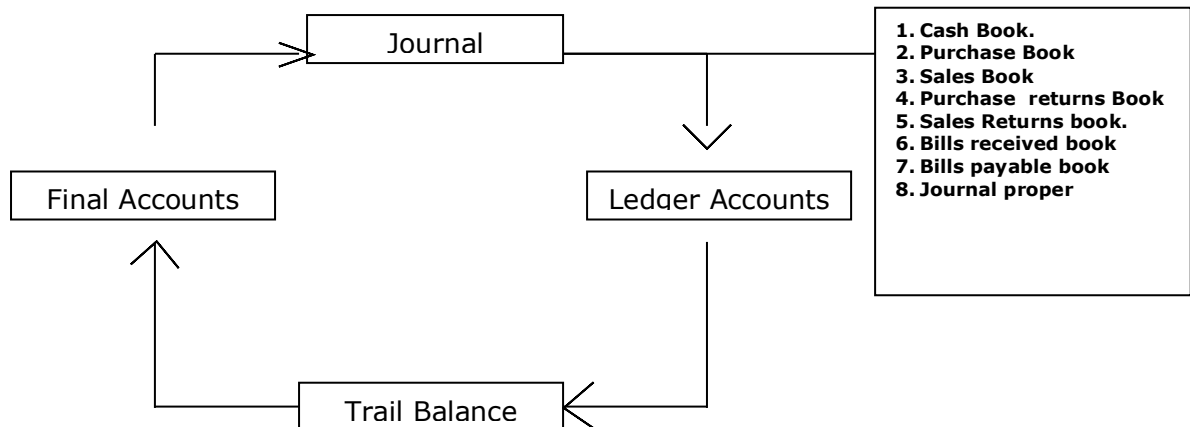 Journal
1. Cash Book.
2. Purchase Book
3. Sales Book
4. Purchase returns Book
5. Sales Returns book.
6. Bills received book
7. Bills payable book
8. Journal proper
Final Accounts
Ledger Accounts
Trail Balance